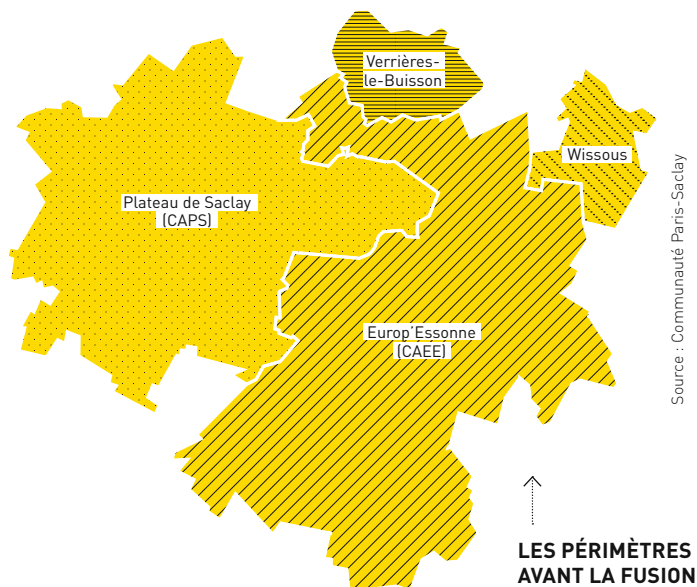 Verrières-
le-Buisson
Wissous
Plateau de Saclay
(CAPS)
Europ'Essonne
(CAEE)
Source : Communauté Paris-Saclay
LES PÉRIMÈTRES
AVANT LA FUSION